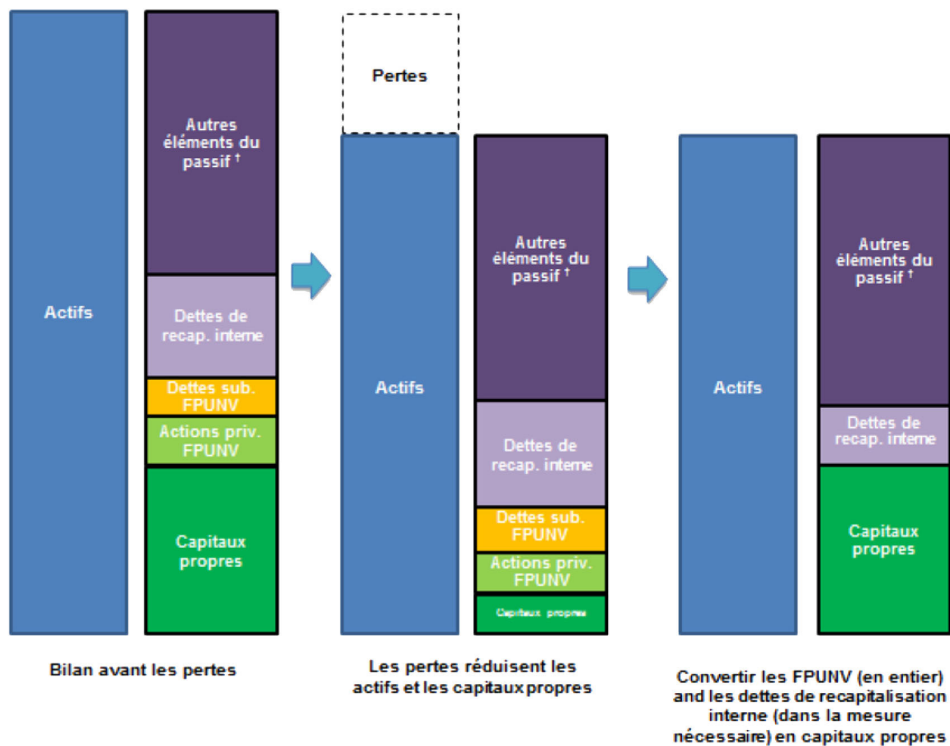 Actifs
Autres
éléments du
passif †
Dettes de
recap. interne
Dettes sub.
FPUNV
Actions priv.
FPUNV
Capitaux
propres
Bilan avant les pertes
Pertes
Actifs
Autres
éléments du
passif †
Dettes de
recap. interne
Dettes sub.
FPUNV
Actions priv.
FPUNV
Capitaux propres
Les pertes réduisent les
actifs et les capitaux propres
Actifs
Autres
éléments du
passif †
Dettes de
recap. interne
Capitaux
propres
Convertir les FPUNV (en entier)
and les dettes de recapitalisation
interne (dans la mesure
nécessaire) en capitaux propres